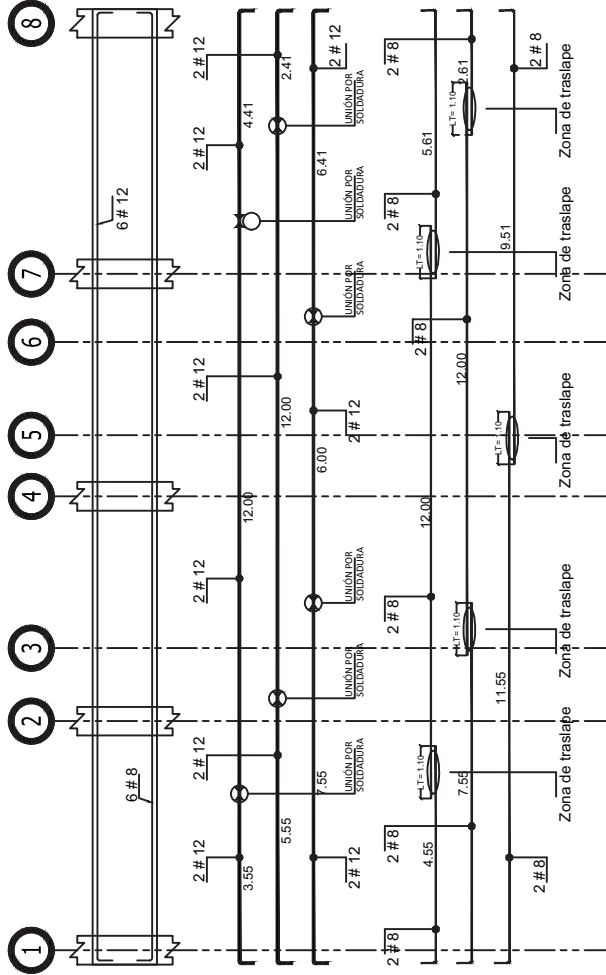 1
2
3
4
5
6
7
8
6 # 8
6 # 12
2 # 12
2 # 12
2 # 12
2 # 12
2 # 12
2 # 12
3.55
12.00
4.41
5.55
12.00
2.41
7.55
6.00
6.41
2 # 12
UNIÓN POR
SOLDADURA
UNIÓN POR
SOLDADURA
UNIÓN POR
SOLDADURA
2 # 12
UNIÓN POR
SOLDADURA
UNIÓN POR
SOLDADURA
UNIÓN POR
SOLDADURA
2 # 12
2 # 8
2 # 8
2 # 8
2 # 8
2 # 8
2 # 8
4.55
LT= 1.10
12.00
LT= 1.10
5.61
7.55
LT= 1.10
12.00
LT= 1.10
2.61
11.55
LT= 1.10
9.51
2 # 8
2 # 8
Zona de traslape
Zona de traslape
Zona de traslape
Zona de traslape
Zona de traslape